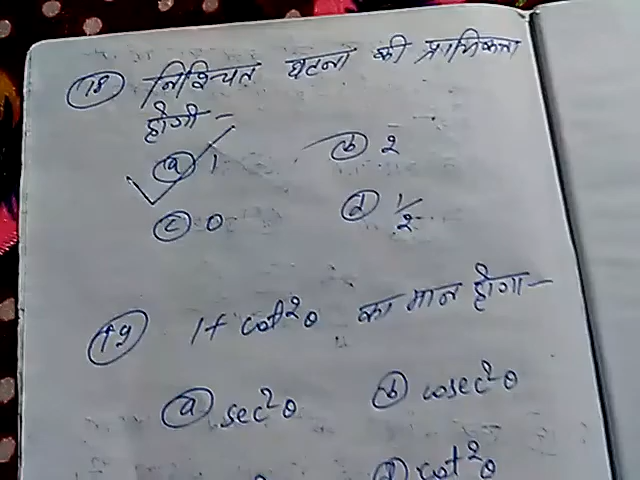 (18) निश्चित घटना की प्रायिकता
होगी -
(a) 1 (b) 2
(c) 0 (d) 1/2
(19) 1+cot²θ का मान होगा -
(a) sec²θ (b) cosec²θ
(d) cot²θ